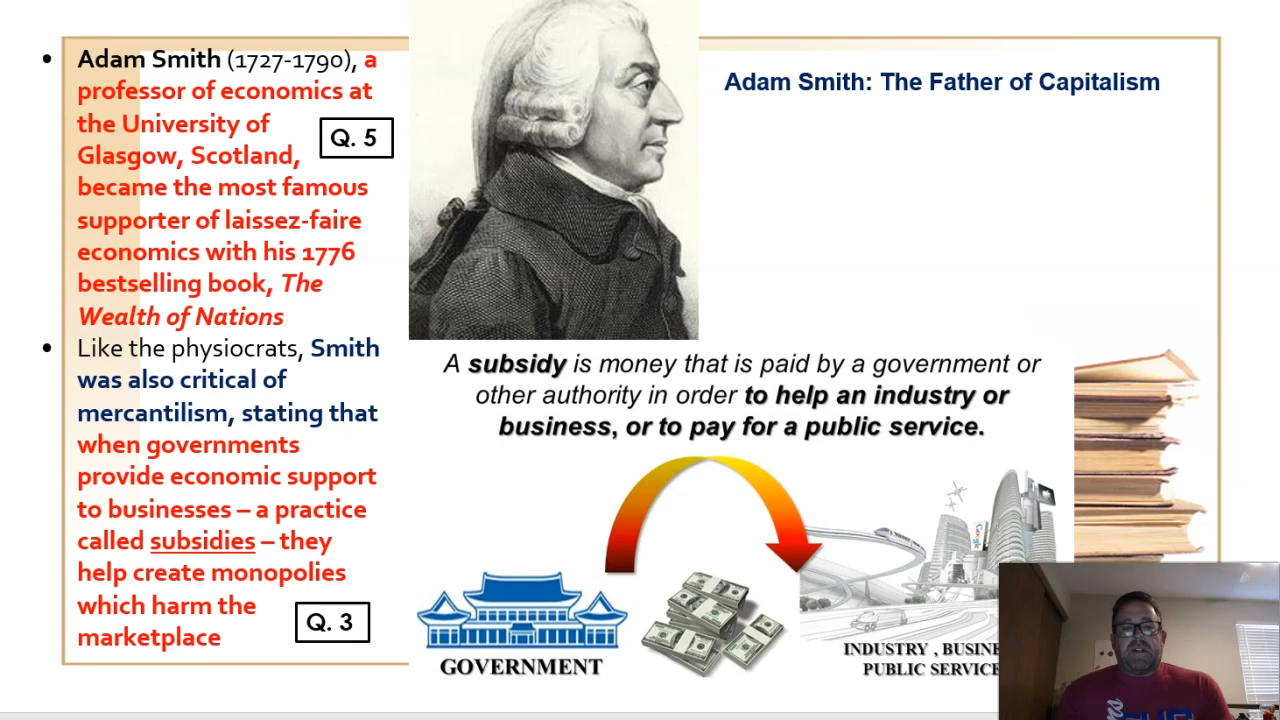 • Adam Smith (1727-1790), a
professor of economics at
the University of
Glasgow, Scotland,
became the most famous
supporter of laissez-faire
economics with his 1776
bestselling book, The
Wealth of Nations
Q. 5
• Like the physiocrats, Smith
was also critical of
mercantilism, stating that
when governments
provide economic support
to businesses – a practice
called subsidies – they
help create monopolies
which harm the
marketplace
Q. 3
Adam Smith: The Father of Capitalism
A subsidy is money that is paid by a government or
other authority in order to help an industry or
business, or to pay for a public service.
Google
GOVERNMENT
INDUSTRY , BUSINE
PUBLIC SERVICE